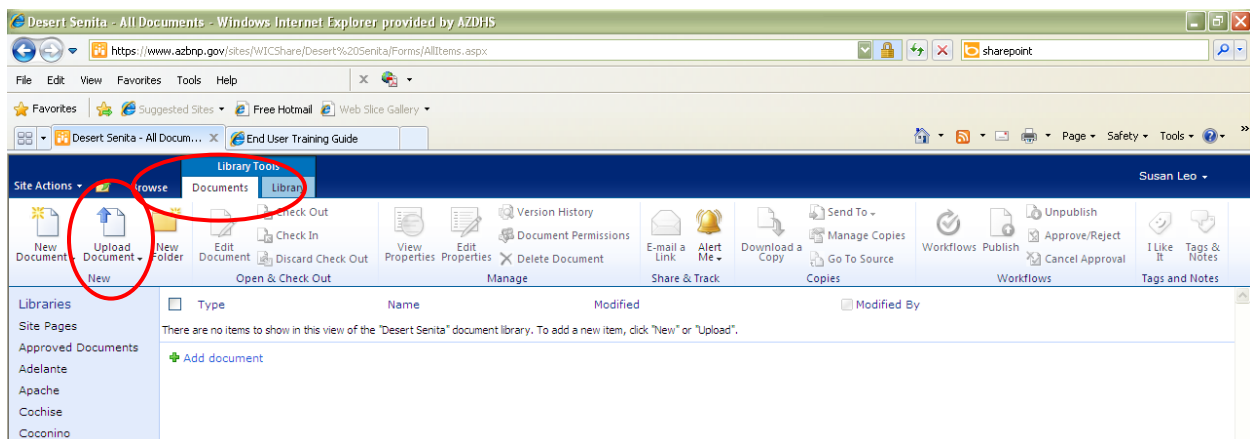 Desert Senita - All Documents - Windows Internet Explorer provided by AZDHS
https://www.azbnp.gov/sites/WICShare/Desert%20Senita/Forms/AllItems.aspx
sharepoint
File Edit View Favorites Tools Help
Favorites Suggested Sites Free Hotmail Web Slice Gallery
Desert Senita - All Docum... End User Training Guide Page Safety Tools
Library Tools
Site Actions Browse Documents Library Susan Leo
New Document Upload Document New Folder Edit Document Check Out Check In Discard Check Out View Properties Edit Properties Version History Document Permissions Delete Document E-mail a Link Alert Me Download a Copy Send To Manage Copies Go To Source Workflows Publish Unpublish Approve/Reject Cancel Approval I Like It Tags & Notes
New Open & Check Out Manage Share & Track Copies Workflows Tags and Notes
Libraries Type Name Modified Modified By
Site Pages There are no items to show in this view of the "Desert Senita" document library. To add a new item, click "New" or "Upload".
Approved Documents Add document
Adelante
Apache
Cochise
Coconino